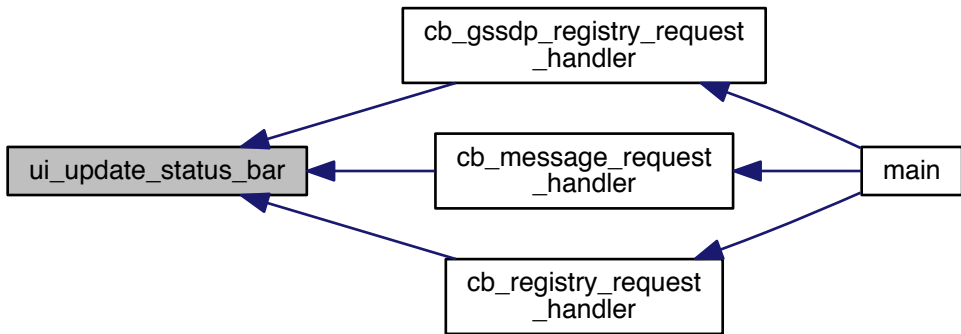 cb_gssdp_registry_request
_handler
ui_update_status_bar
cb_message_request
_handler
main
cb_registry_request
_handler